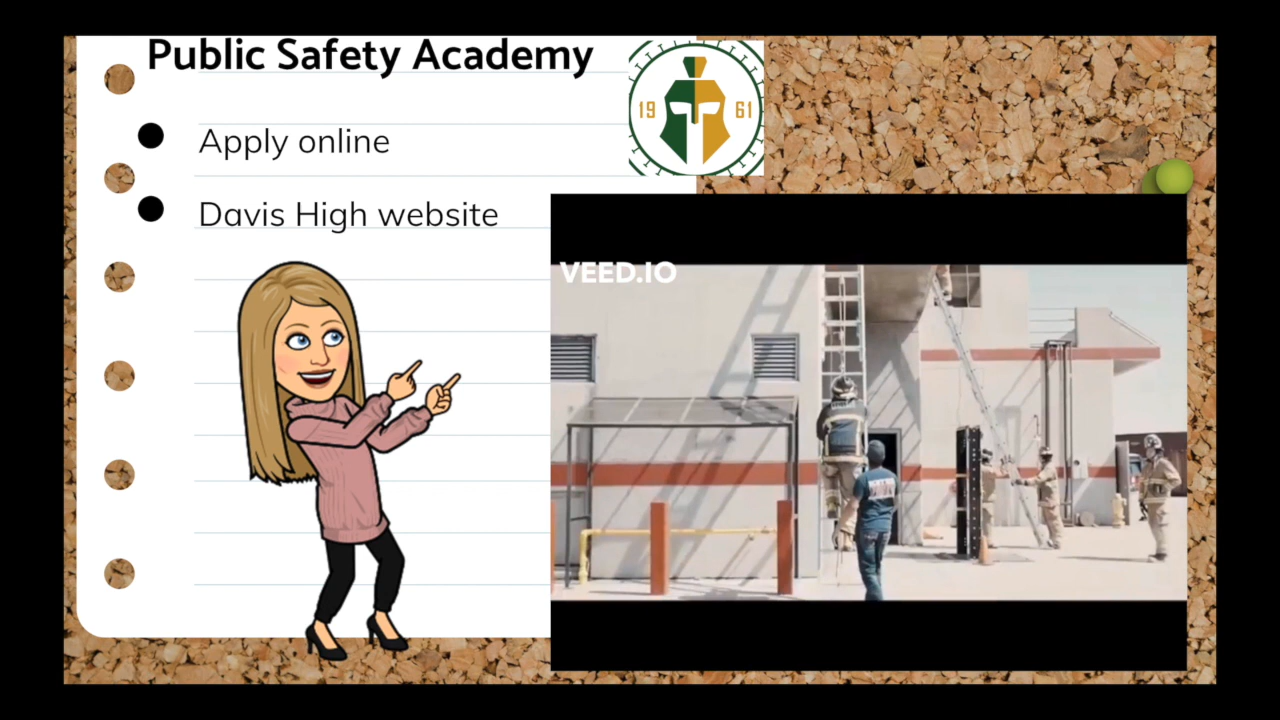 Public Safety Academy
19 61
Apply online
Davis High website
VEED.IO